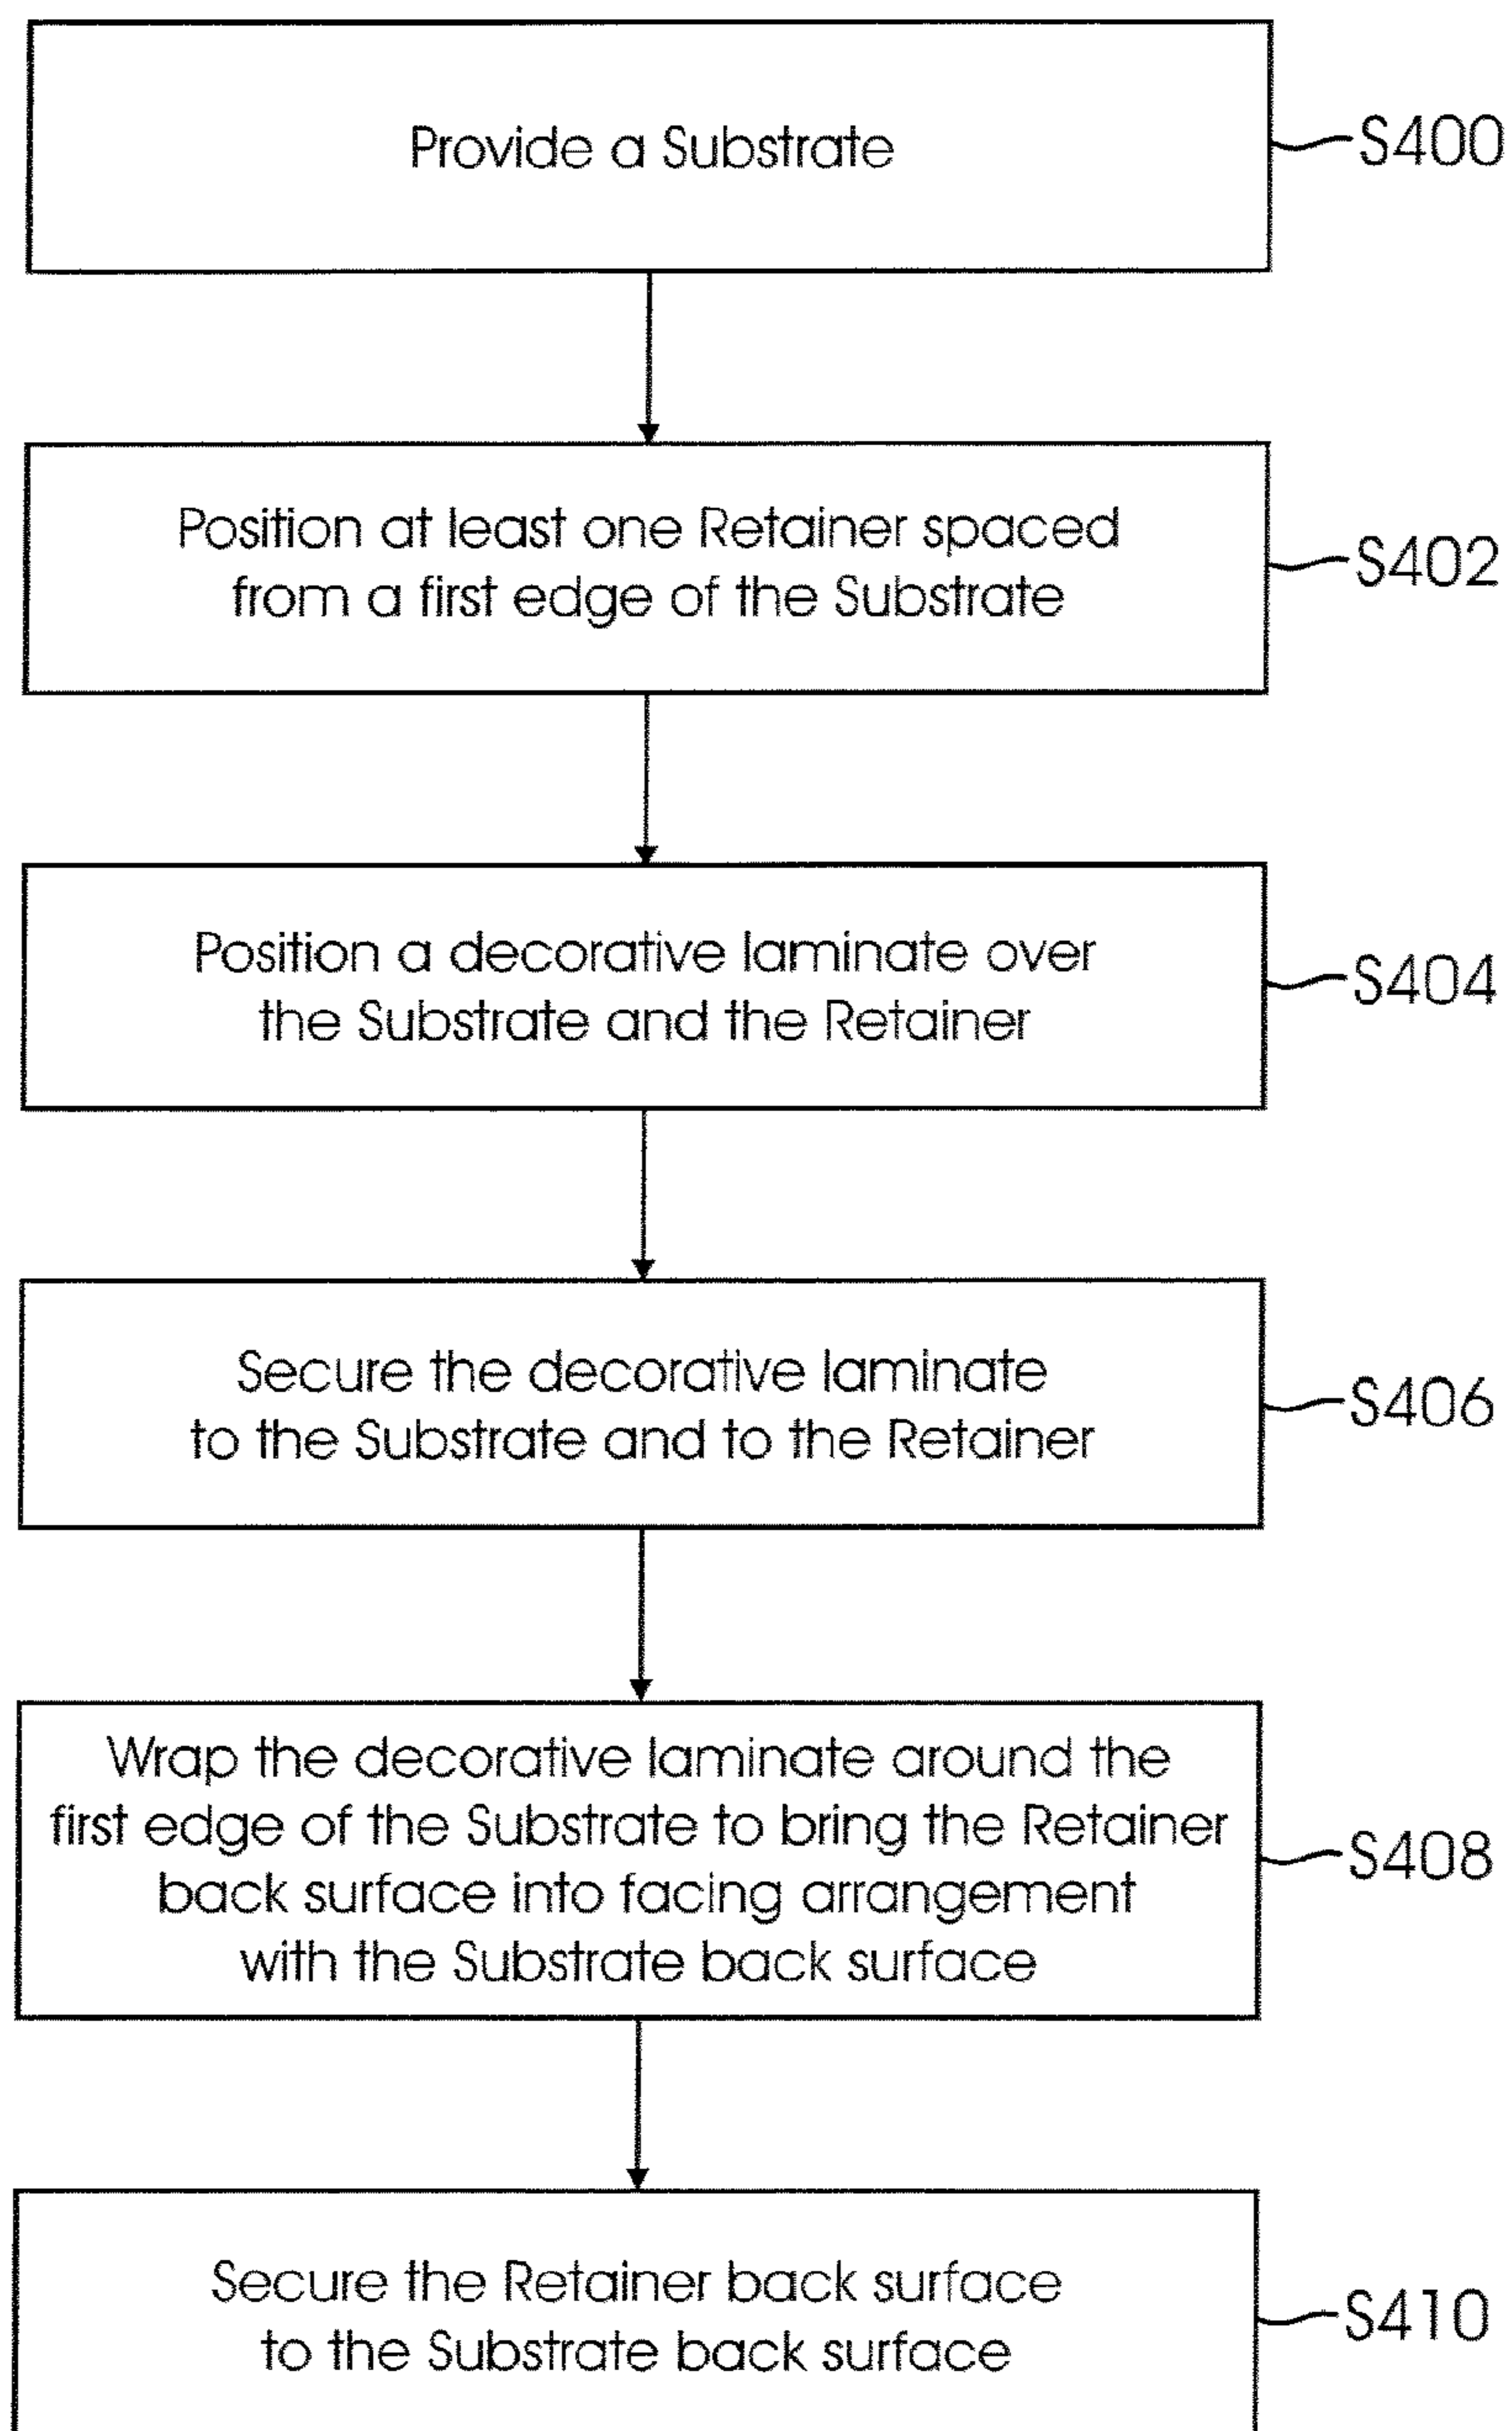 Provide a Substrate
S400
Position at least one Retainer spaced
from a first edge of the Substrate
S402
Position a decorative laminate over
the Substrate and the Retainer
S404
Secure the decorative laminate
to the Substrate and to the Retainer
S406
Wrap the decorative laminate around the
first edge of the Substrate to bring the Retainer
back surface into facing arrangement
with the Substrate back surface
S408
Secure the Retainer back surface
to the Substrate back surface
S410